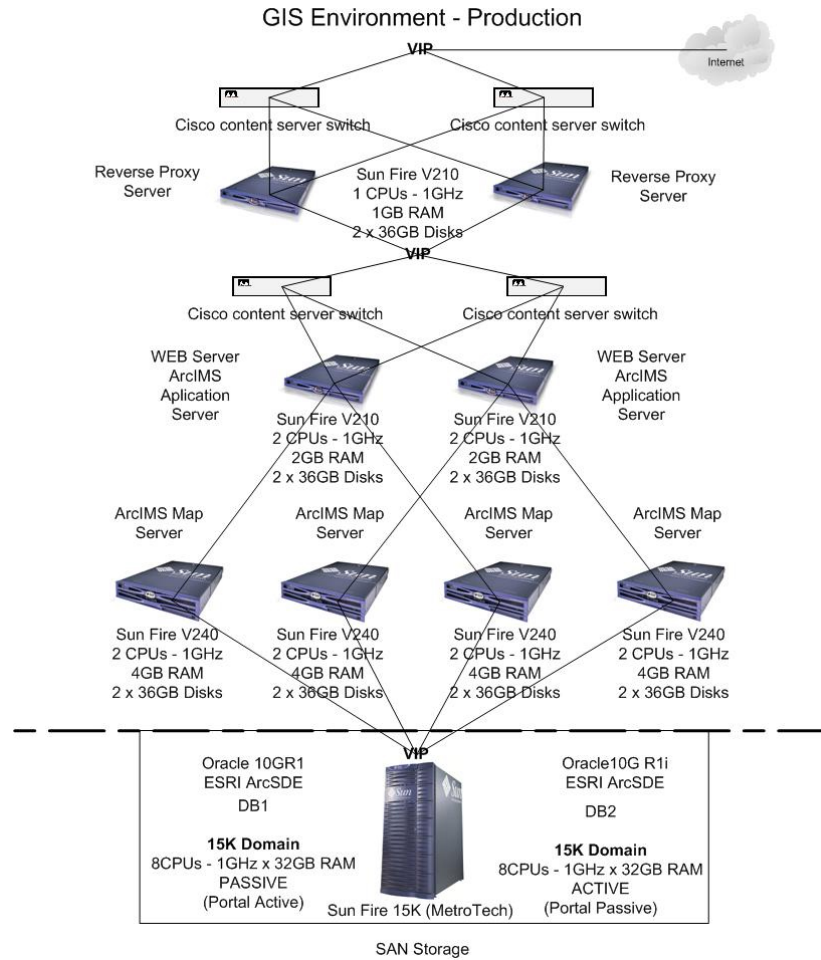 GIS Environment - Production
VIP
Internet
Cisco content server switch
Cisco content server switch
Reverse Proxy
Server
Sun Fire V210
1 CPUs - 1GHz
1GB RAM
2 x 36GB Disks
Reverse Proxy
Server
VIP
Cisco content server switch
Cisco content server switch
WEB Server
ArcIMS
Aplication
Server
WEB Server
ArcIMS
Application
Server
Sun Fire V210
2 CPUs - 1GHz
2GB RAM
2 x 36GB Disks
Sun Fire V210
2 CPUs - 1GHz
2GB RAM
2 x 36GB Disks
ArcIMS Map
Server
ArcIMS Map
Server
ArcIMS Map
Server
ArcIMS Map
Server
Sun
Sun
Sun
Sun
Sun Fire V240
2 CPUs - 1GHz
4GB RAM
2 x 36GB Disks
Sun Fire V240
2 CPUs - 1GHz
4GB RAM
2 x 36GB Disks
Sun Fire V240
2 CPUs - 1GHz
4GB RAM
2 x 36GB Disks
Sun Fire V240
2 CPUs - 1GHz
4GB RAM
2 x 36GB Disks
VIP
Oracle 10GR1
ESRI ArcSDE
DB1
15K Domain
8CPUs - 1GHz x 32GB RAM
PASSIVE
(Portal Active)
Sun
Sun Fire 15K (MetroTech)
Oracle10G R1i
ESRI ArcSDE
DB2
15K Domain
8CPUs - 1GHz x 32GB RAM
ACTIVE
(Portal Passive)
SAN Storage